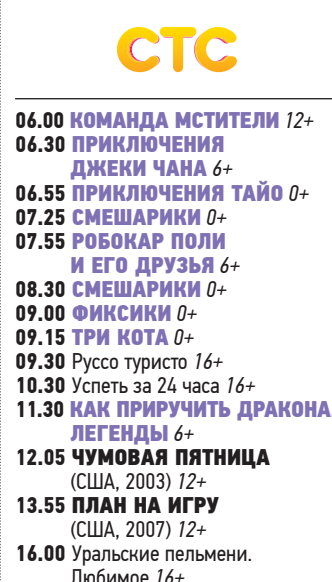 СТС
06.00 КОМАНДА МСТИТЕЛИ 12+
06.30 ПРИКЛЮЧЕНИЯ
ДЖЕКИ ЧАНА 6+
06.55 ПРИКЛЮЧЕНИЯ ТАЙО 0+
07.25 СМЕШАРИКИ 0+
07.55 РОБОКАР ПОЛИ
И ЕГО ДРУЗЬЯ 6+
08.30 СМЕШАРИКИ 0+
09.00 ФИКСИКИ 0+
09.15 ТРИ КОТА 0+
09.30 Руссо туристо 16+
10.30 Успеть за 24 часа 16+
11.30 КАК ПРИРУЧИТЬ ДРАКОНА
ЛЕГЕНДЫ 6+
12.05 ЧУМОВАЯ ПЯТНИЦА
(США, 2003) 12+
13.55 ПЛАН НА ИГРУ
(США, 2007) 12+
16.00 Уральские пельмени.
Любимое 16+